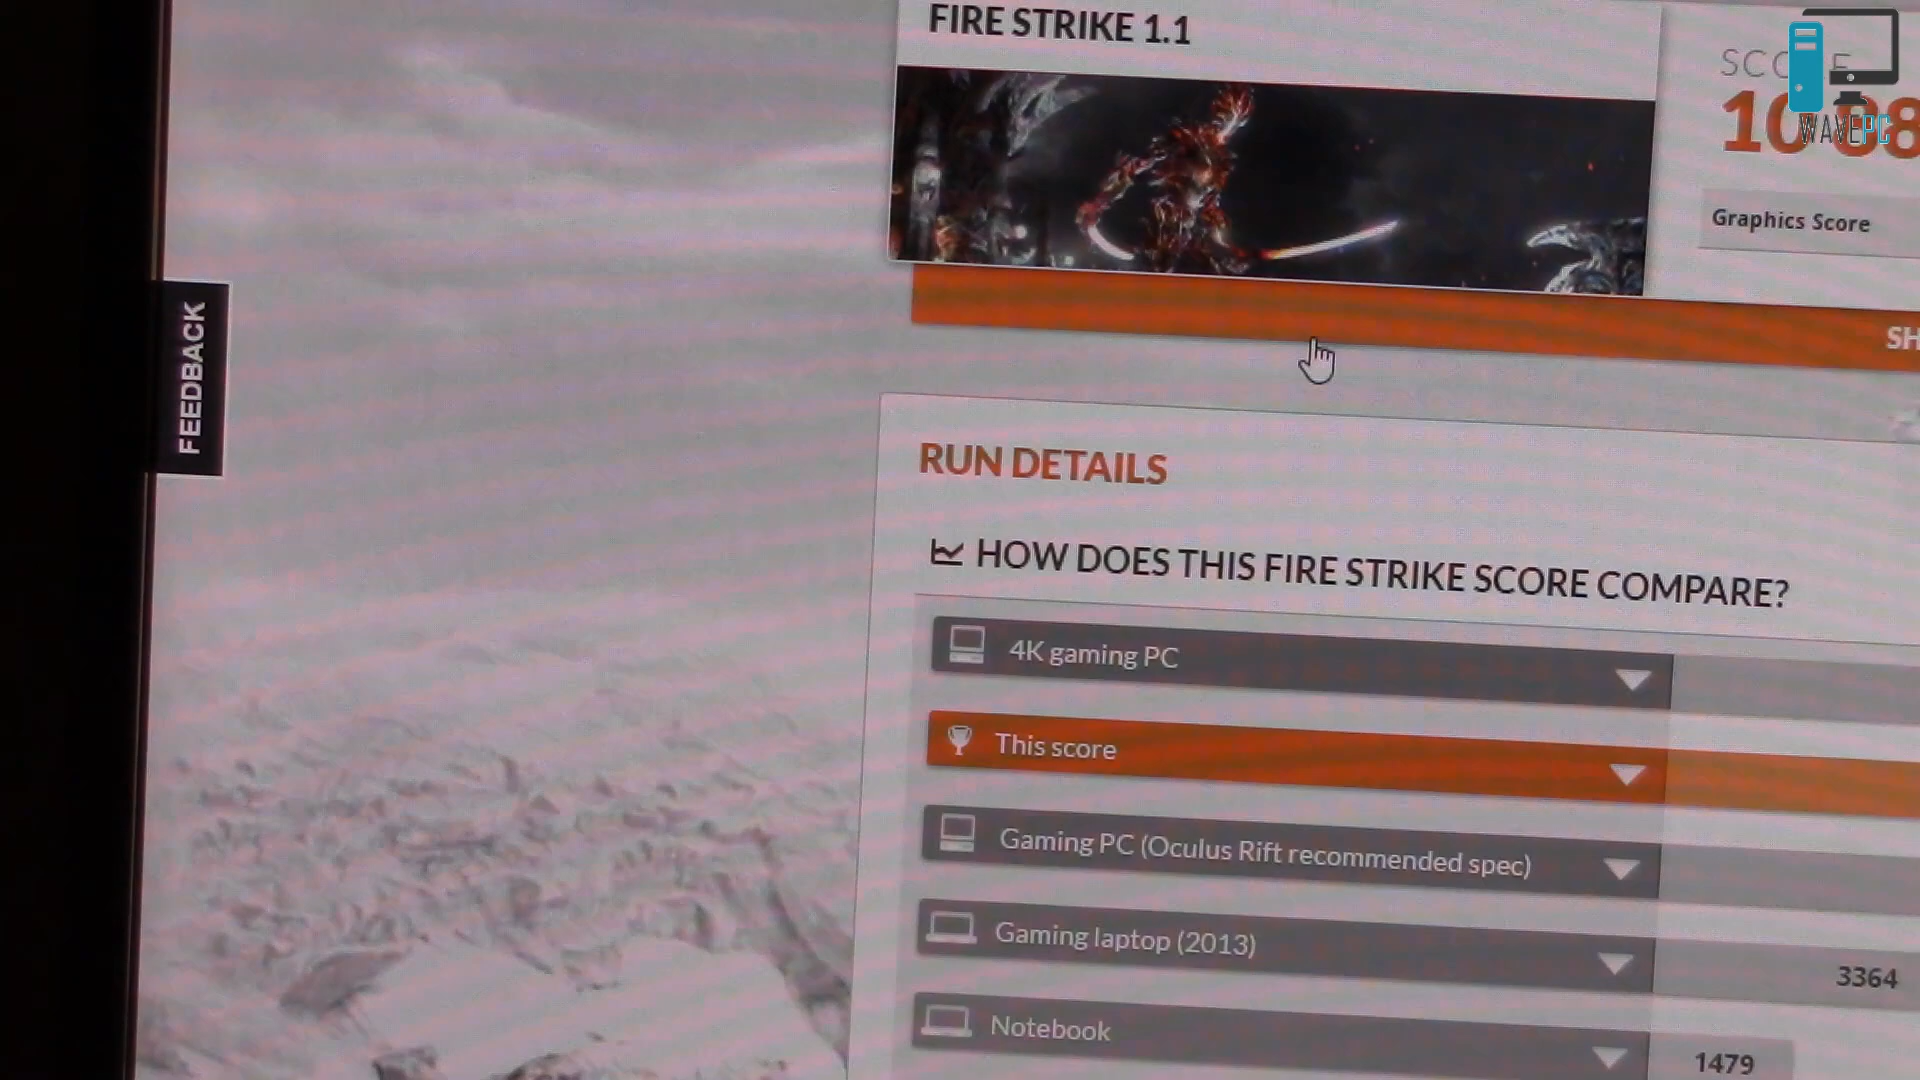 FIRE STRIKE 1.1
WAVEPC
Graphics Score
FEEDBACK
RUN DETAILS
HOW DOES THIS FIRE STRIKE SCORE COMPARE?
4K gaming PC
This score
Gaming PC (Oculus Rift recommended spec)
Gaming laptop (2013)
3364
Notebook
1479